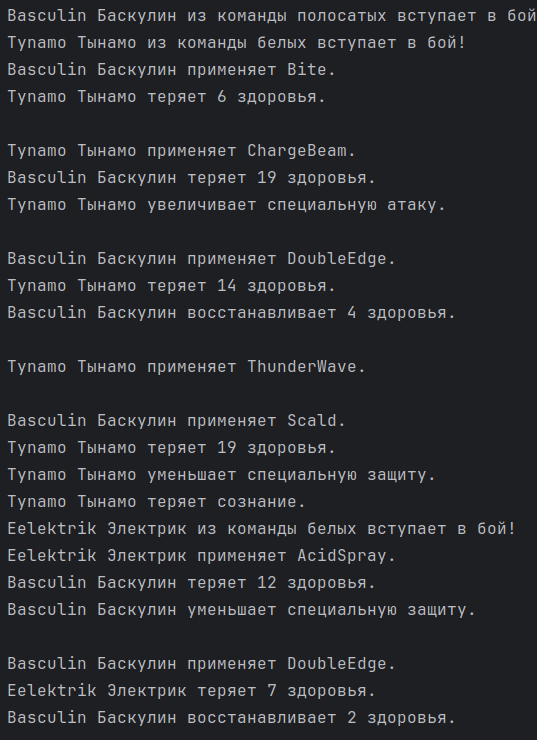 Basculin Баскулин из команды полосатых вступает в бой
Tynamo Тынамо из команды белых вступает в бой!
Basculin Баскулин применяет Bite.
Tynamo Тынамо теряет 6 здоровья.

Tynamo Тынамо применяет ChargeBeam.
Basculin Баскулин теряет 19 здоровья.
Tynamo Тынамо увеличивает специальную атаку.

Basculin Баскулин применяет DoubleEdge.
Tynamo Тынамо теряет 14 здоровья.
Basculin Баскулин восстанавливает 4 здоровья.

Tynamo Тынамо применяет ThunderWave.

Basculin Баскулин применяет Scald.
Tynamo Тынамо теряет 19 здоровья.
Tynamo Тынамо уменьшает специальную защиту.
Tynamo Тынамо теряет сознание.
Eelektrik Электрик из команды белых вступает в бой!
Eelektrik Электрик применяет AcidSpray.
Basculin Баскулин теряет 12 здоровья.
Basculin Баскулин уменьшает специальную защиту.

Basculin Баскулин применяет DoubleEdge.
Eelektrik Электрик теряет 7 здоровья.
Basculin Баскулин восстанавливает 2 здоровья.